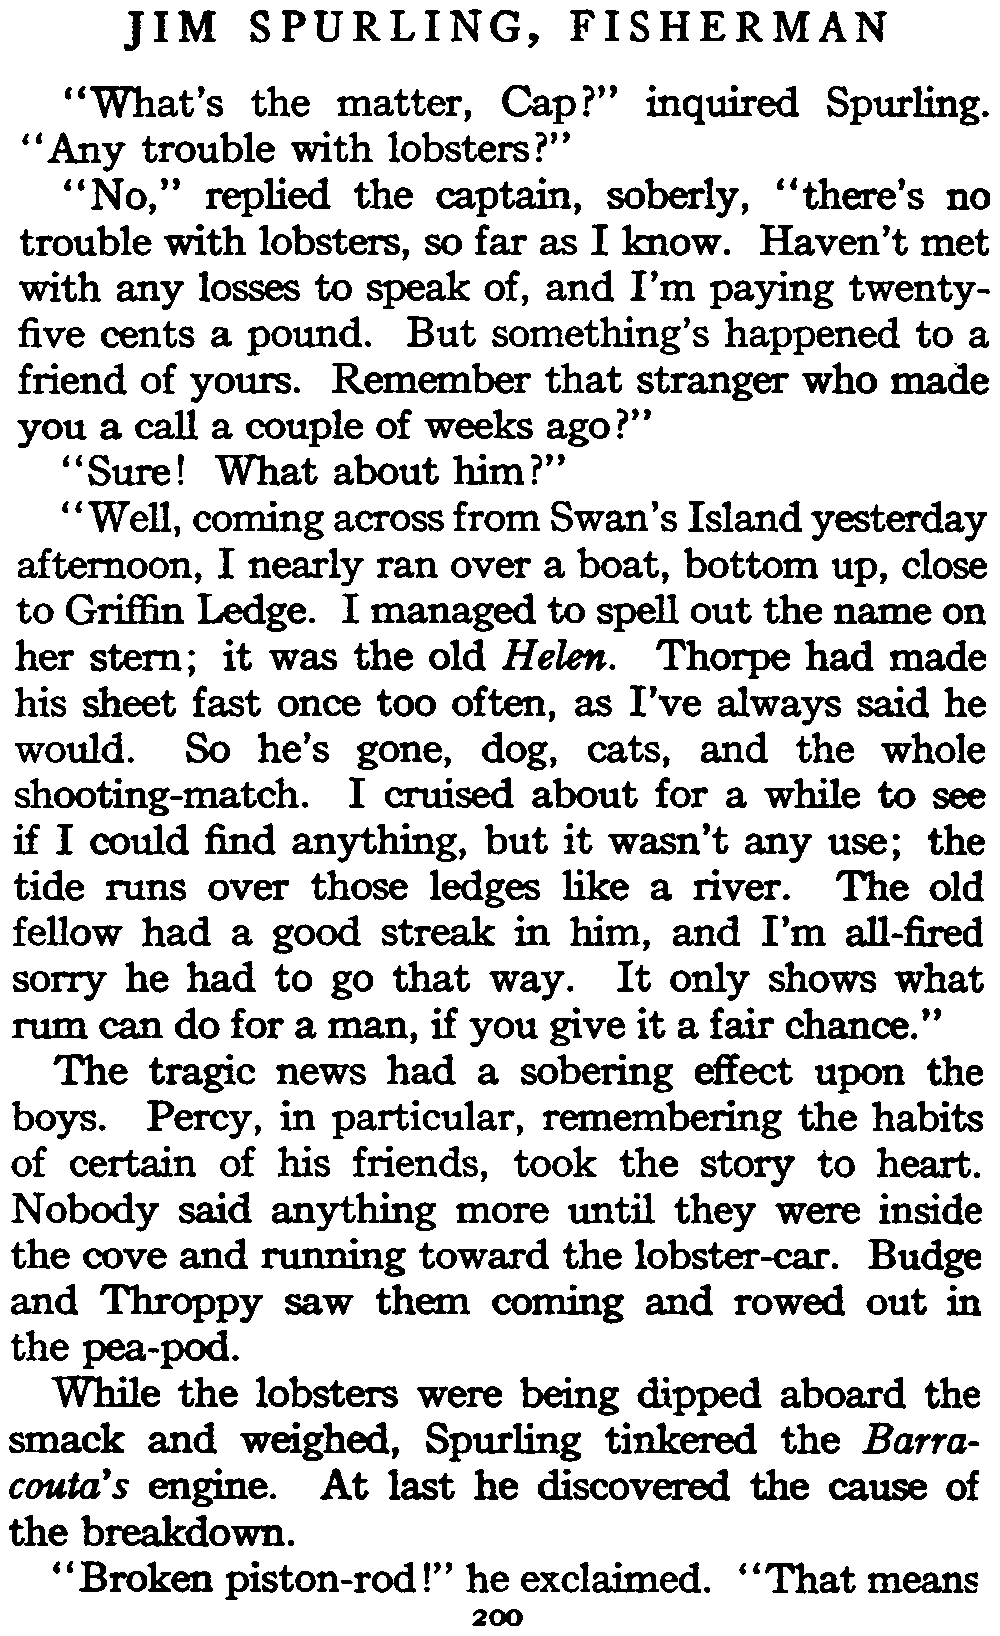 JIM SPURLING, FISHERMAN
"What's the matter, Cap?" inquired Spurling.
"Any trouble with lobsters?"
"No," replied the captain, soberly, "there's no
trouble with lobsters, so far as I know. Haven't met
with any losses to speak of, and I'm paying twenty-
five cents a pound. But something's happened to a
friend of yours. Remember that stranger who made
you a call a couple of weeks ago?"
"Sure! What about him?"
"Well, coming across from Swan's Island yesterday
afternoon, I nearly ran over a boat, bottom up, close
to Griffin Ledge. I managed to spell out the name on
her stern; it was the old Helen. Thorpe had made
his sheet fast once too often, as I've always said he
would. So he's gone, dog, cats, and the whole
shooting-match. I cruised about for a while to see
if I could find anything, but it wasn't any use; the
tide runs over those ledges like a river. The old
fellow had a good streak in him, and I'm all-fired
sorry he had to go that way. It only shows what
rum can do for a man, if you give it a fair chance."
The tragic news had a sobering effect upon the
boys. Percy, in particular, remembering the habits
of certain of his friends, took the story to heart.
Nobody said anything more until they were inside
the cove and running toward the lobster-car. Budge
and Throppy saw them coming and rowed out in
the pea-pod.
While the lobsters were being dipped aboard the
smack and weighed, Spurling tinkered the Barra-
couta's engine. At last he discovered the cause of
the breakdown.
"Broken piston-rod!" he exclaimed. "That means
200